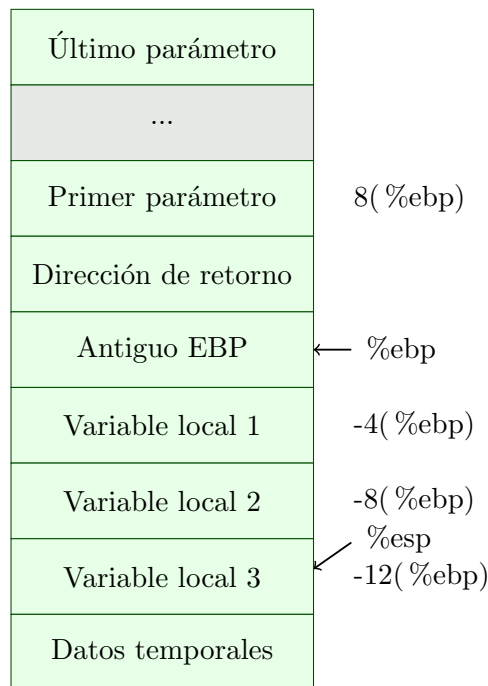 Último parámetro
...
Primer parámetro 8( %ebp)
Dirección de retorno
Antiguo EBP %ebp
Variable local 1 -4( %ebp)
Variable local 2 -8( %ebp)
%esp
Variable local 3 -12( %ebp)
Datos temporales